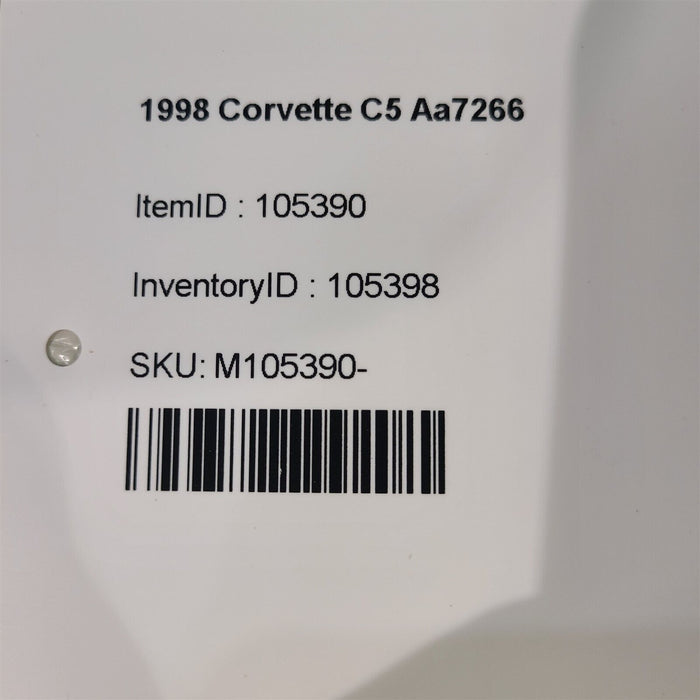 1998 Corvette C5 Aa7266
ItemID : 105390
InventoryID : 105398
SKU: M105390-